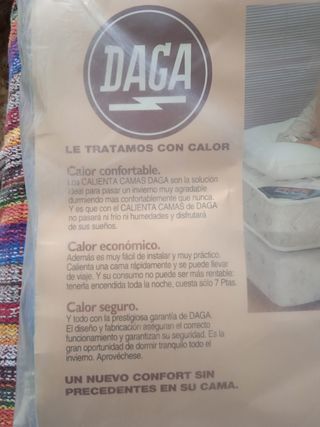 DAGA
LE TRATAMOS CON CALOR
Calor confortable.
Los CALIENTA CAMAS DAGA son la solución
ideal para pasar un invierno muy agradable
durmiendo mas confortablemente que nunca.
Y es que con el CALIENTA CAMAS de DAGA
no pasará ni frío ni humedades y disfrutará
de sus sueños.
Calor económico.
Además es muy fácil de instalar y muy práctico.
Calienta una cama rápidamente y se puede llevar
de viaje. Y su consumo no puede ser más rentable:
tenerla encendida toda la noche, cuesta solo 7 Ptas.
Calor seguro.
Y todo con la prestigiosa garantía de DAGA.
El diseño y fabricación aseguran el correcto
funcionamiento y garantizan su seguridad. Es la
gran oportunidad de dormir tranquilo todo el
invierno. Aprovéchese.
UN NUEVO CONFORT SIN
PRECEDENTES EN SU CAMA.